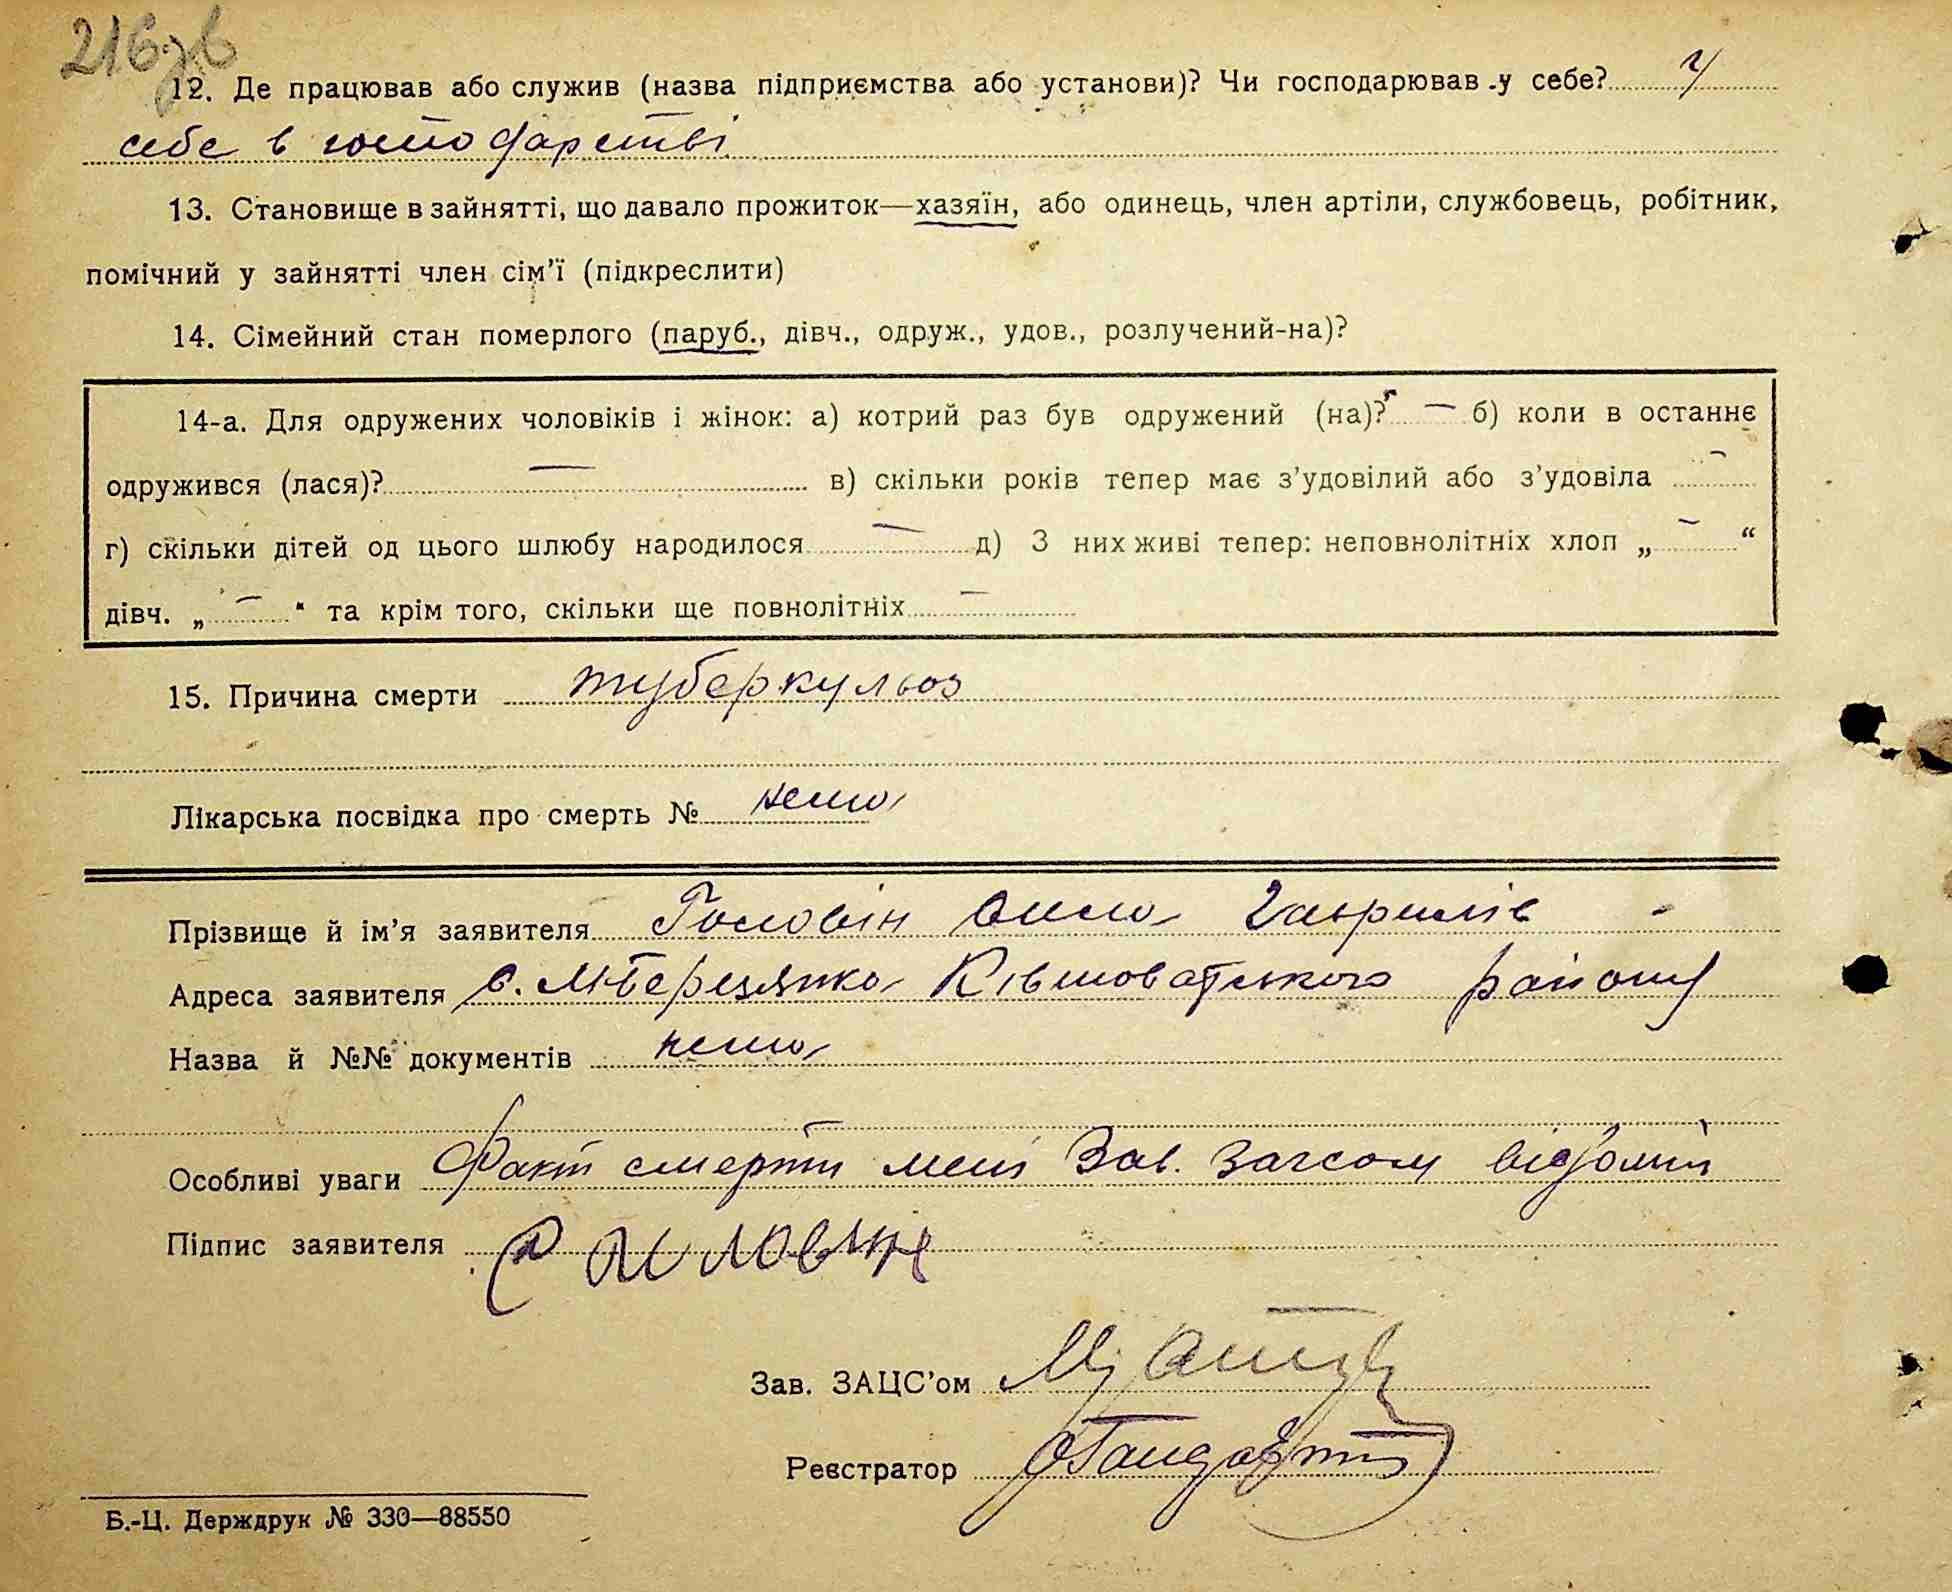 216зв
12. Де працював або служив (назва підприємства або установи)? Чи господарював у себе? у
себе в господарстві
13. Становище в зайнятті, що давало прожиток—хазяїн, або одинець, член артіли, службовець, робітник,
помічний у зайнятті член сім'ї (підкреслити)
14. Сімейний стан померлого (паруб., дівч., одруж., удов., розлучений-на)?
14-а. Для одружених чоловіків і жінок: а) котрий раз був одружений (на)? — б) коли в останнє
одружився (лася)? — в) скільки років тепер має з'удовілий або з'удовіла —
г) скільки дітей од цього шлюбу народилося — д) З них живі тепер: неповнолітніх хлоп „ — “
дівч. „ — “ та крім того, скільки ще повнолітніх —
15. Причина смерти туберкульоз
Лікарська посвідка про смерть № нема
Прізвище й ім'я заявителя Головін Гаврилів
Адреса заявителя с. М-Березянка Ківшоватського району
Назва й №№ документів нема
Особливі уваги Факт смерти мені Зав. Загсом відомий
Підпис заявителя
Зав. ЗАЦС'ом
Реєстратор
Б.-Ц. Держдрук № 330—88550